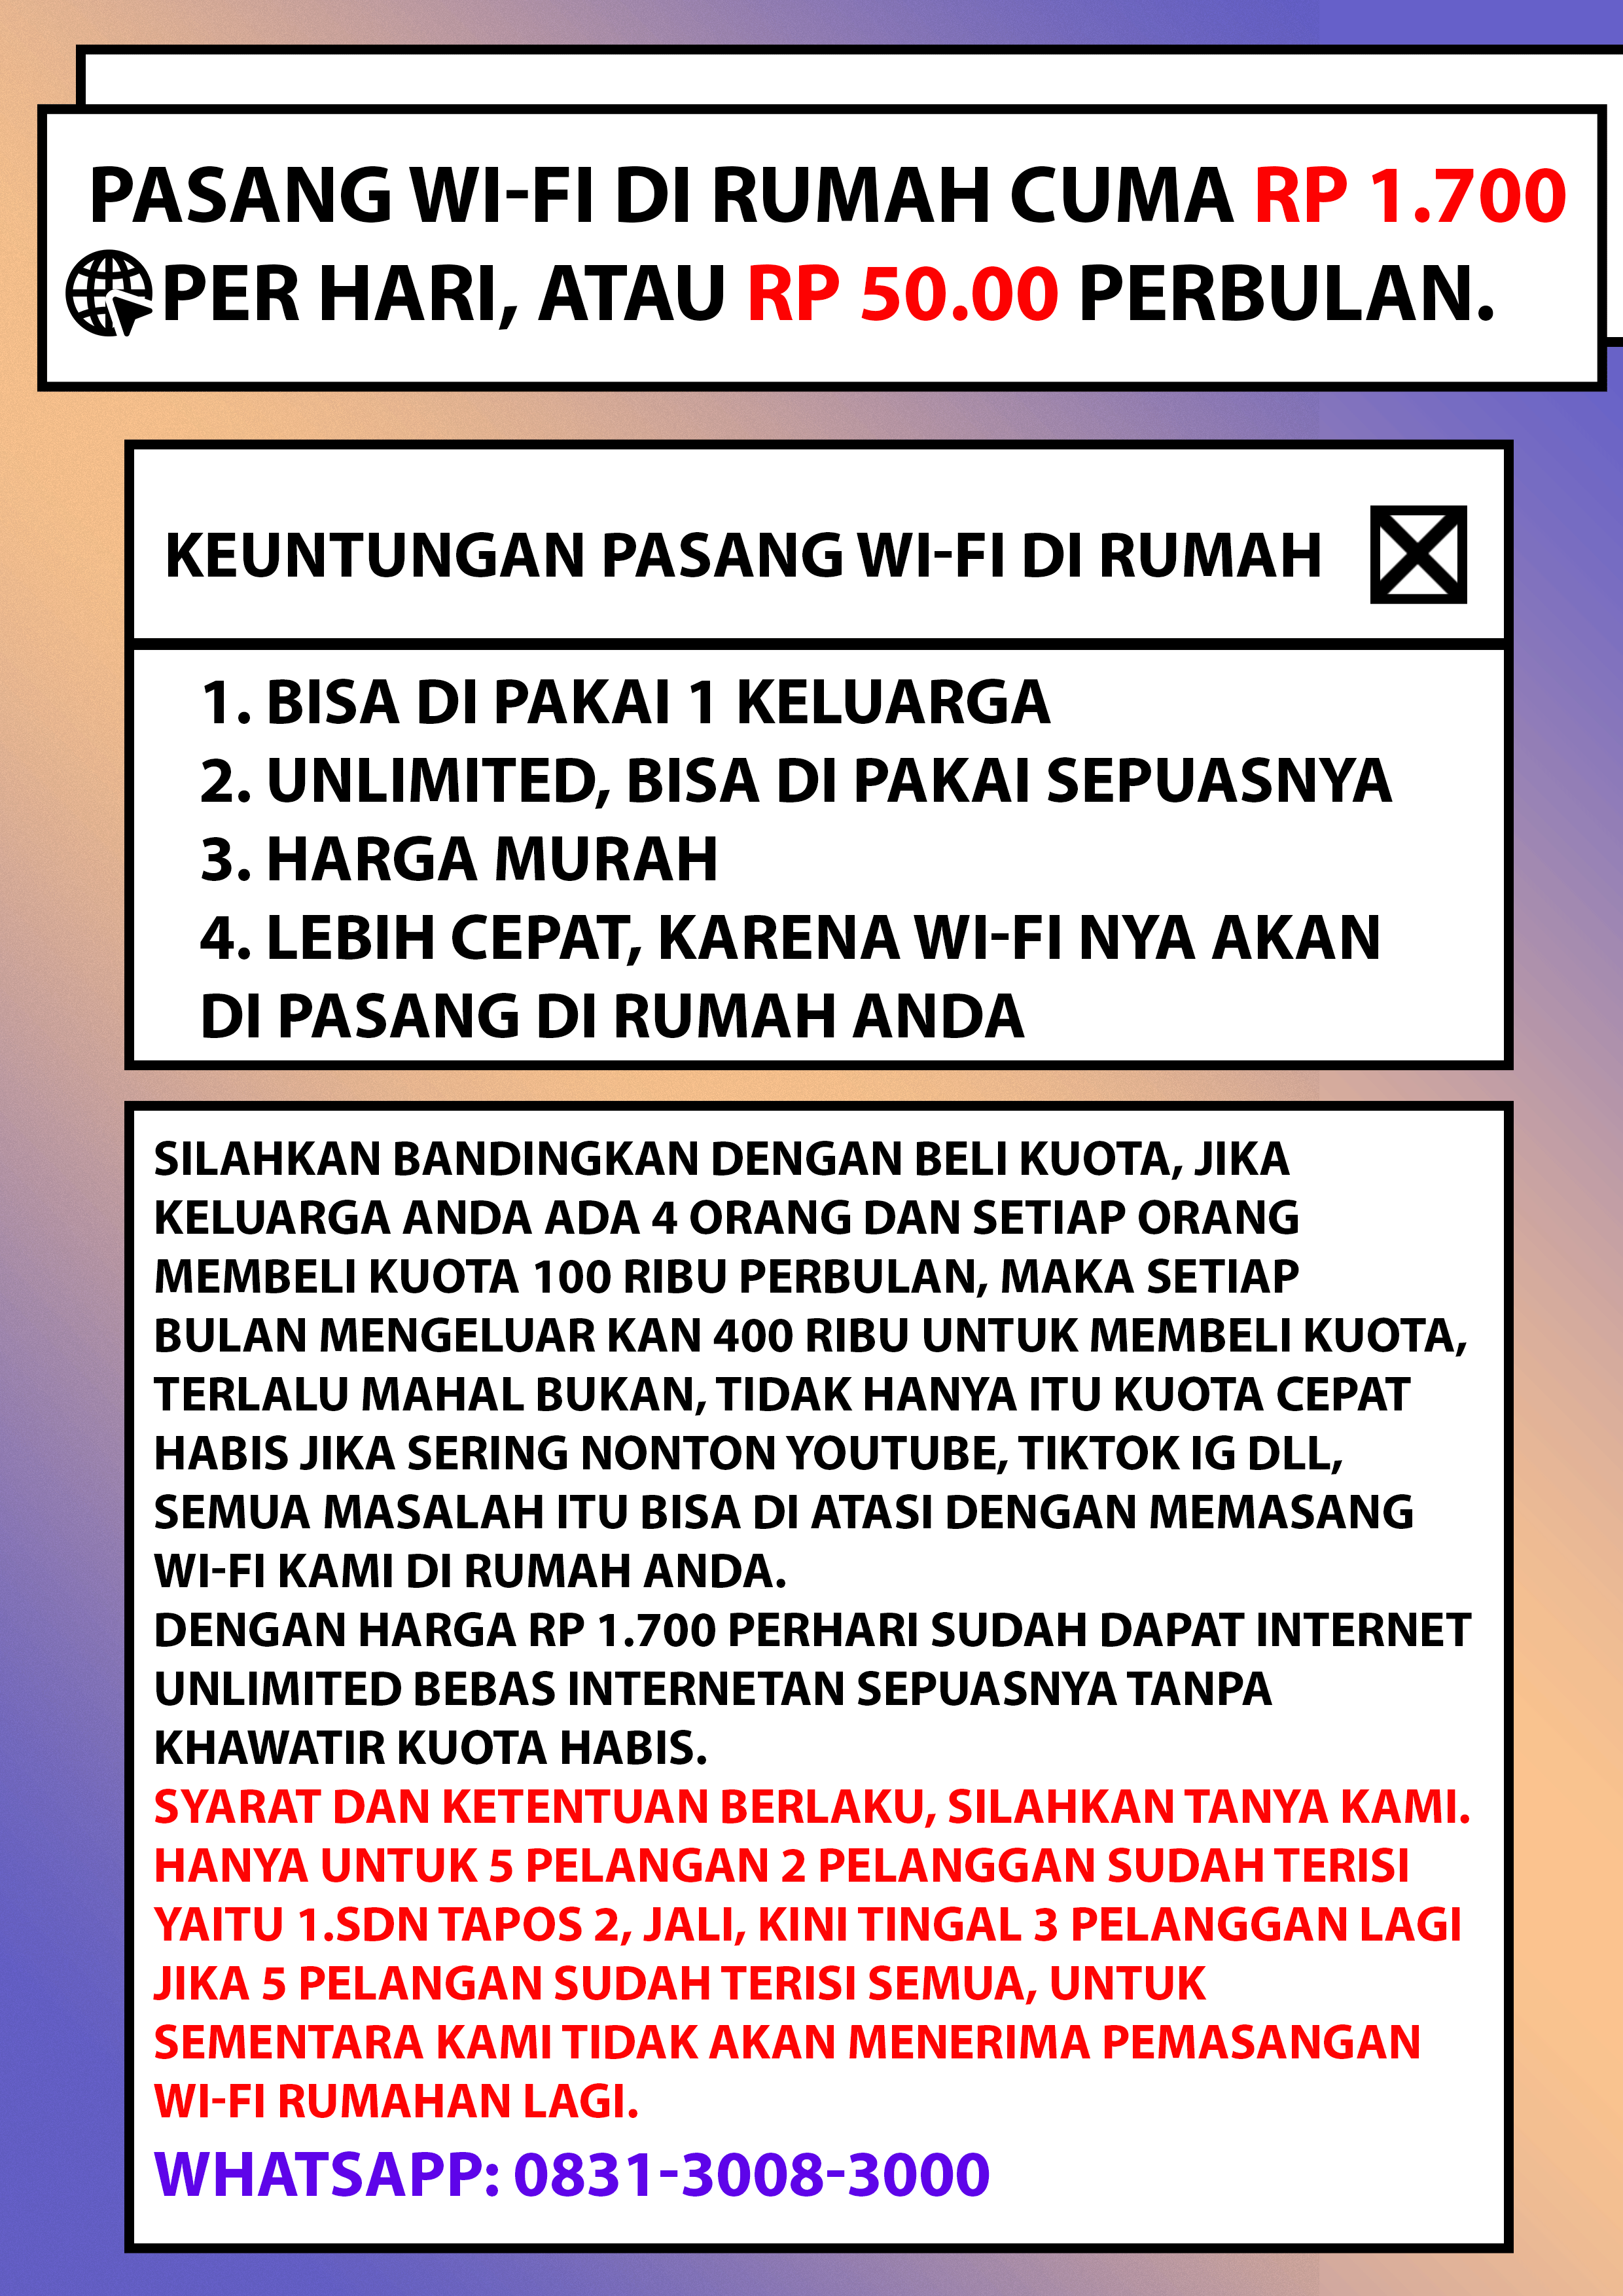 PASANG WI-FI DI RUMAH CUMA RP 1.700
PER HARI, ATAU RP 50.00 PERBULAN.
KEUNTUNGAN PASANG WI-FI DI RUMAH
1. BISA DI PAKAI 1 KELUARGA
2. UNLIMITED, BISA DI PAKAI SEPUASNYA
3. HARGA MURAH
4. LEBIH CEPAT, KARENA WI-FI NYA AKAN
DI PASANG DI RUMAH ANDA
SILAHKAN BANDINGKAN DENGAN BELI KUOTA, JIKA
KELUARGA ANDA ADA 4 ORANG DAN SETIAP ORANG
MEMBELI KUOTA 100 RIBU PERBULAN, MAKA SETIAP
BULAN MENGELUAR KAN 400 RIBU UNTUK MEMBELI KUOTA,
TERLALU MAHAL BUKAN, TIDAK HANYA ITU KUOTA CEPAT
HABIS JIKA SERING NONTON YOUTUBE, TIKTOK IG DLL,
SEMUA MASALAH ITU BISA DI ATASI DENGAN MEMASANG
WI-FI KAMI DI RUMAH ANDA.
DENGAN HARGA RP 1.700 PERHARI SUDAH DAPAT INTERNET
UNLIMITED BEBAS INTERNETAN SEPUASNYA TANPA
KHAWATIR KUOTA HABIS.
SYARAT DAN KETENTUAN BERLAKU, SILAHKAN TANYA KAMI.
HANYA UNTUK 5 PELANGAN 2 PELANGGAN SUDAH TERISI
YAITU 1.SDN TAPOS 2, JALI, KINI TINGAL 3 PELANGGAN LAGI
JIKA 5 PELANGAN SUDAH TERISI SEMUA, UNTUK
SEMENTARA KAMI TIDAK AKAN MENERIMA PEMASANGAN
WI-FI RUMAHAN LAGI.
WHATSAPP: 0831-3008-3000